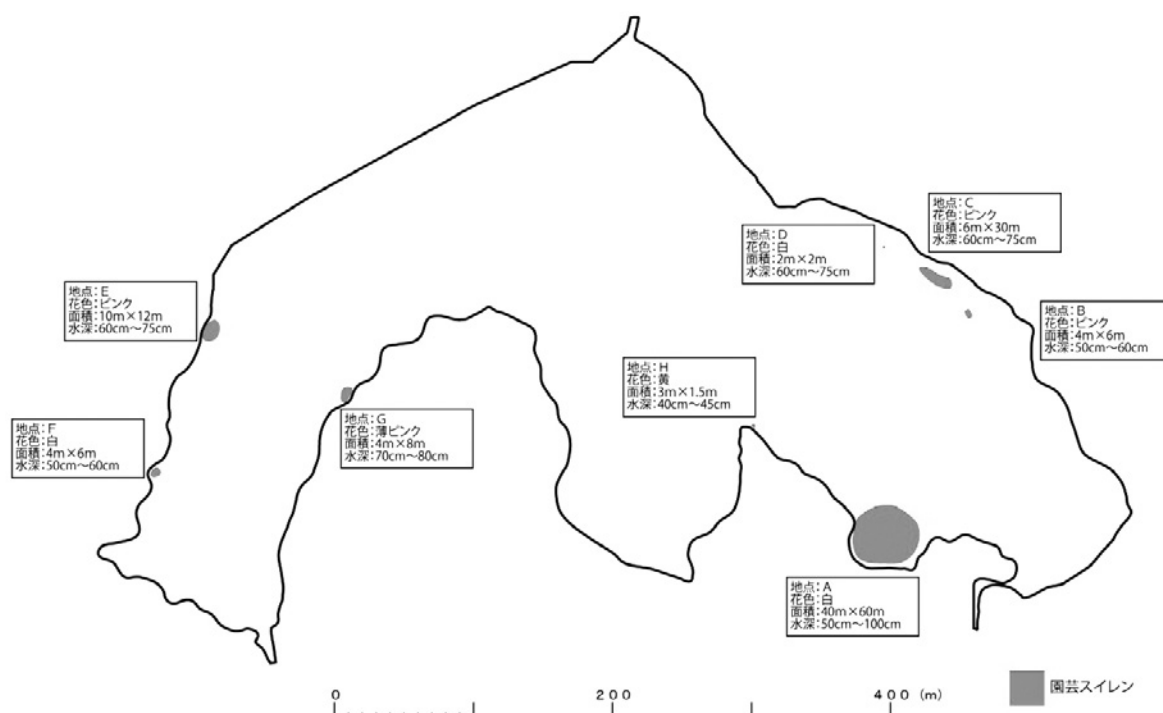 地点：C
花色：ピンク
面積：6m×30m
水深：60cm～75cm
地点：D
花色：白
面積：2m×2m
水深：60cm～75cm
地点：E
花色：ピンク
面積：10m×12m
水深：60cm～75cm
地点：B
花色：ピンク
面積：4m×6m
水深：50cm～60cm
地点：H
花色：黄
面積：3m×1.5m
水深：40cm～45cm
地点：G
花色：薄ピンク
面積：4m×8m
水深：70cm～80cm
地点：F
花色：白
面積：4m×6m
水深：50cm～60cm
地点：A
花色：白
面積：40m×60m
水深：50cm～100cm
園芸スイレン
0 200 400 (m)